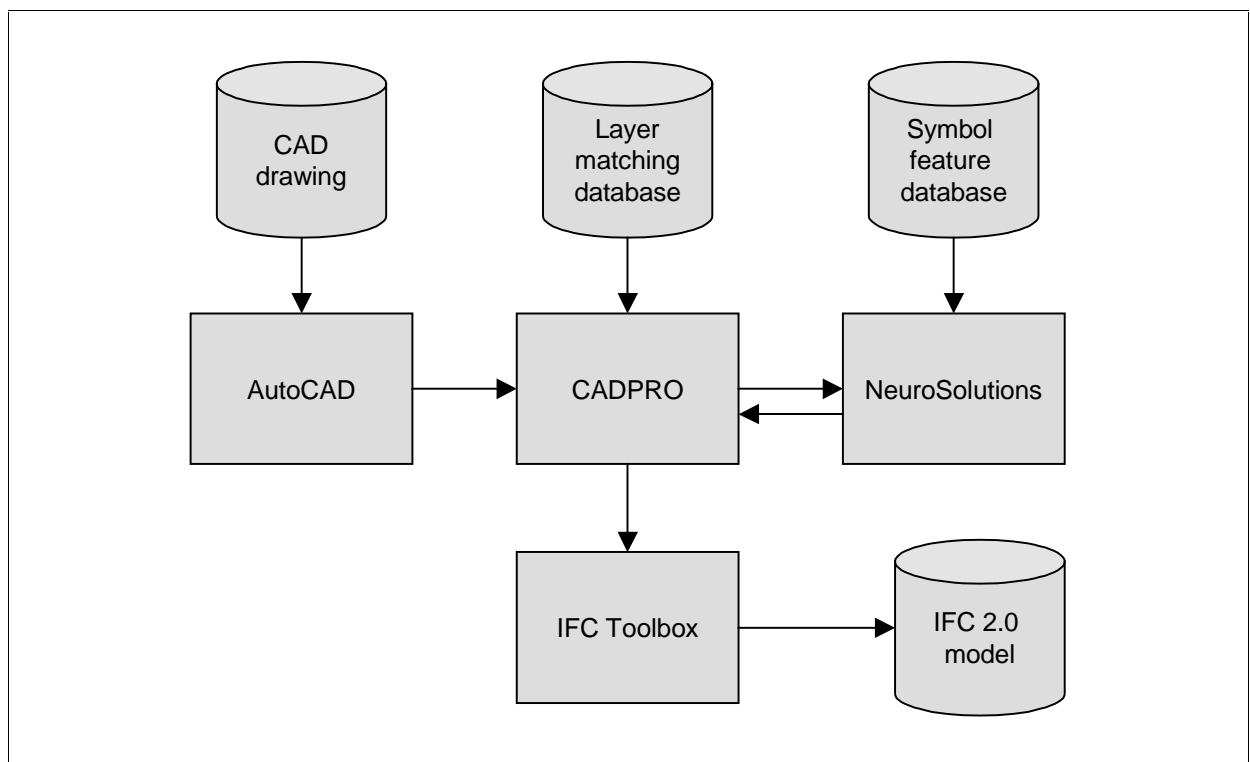 CAD
drawing
Layer
matching
database
Symbol
feature
database
AutoCAD
CADPRO
NeuroSolutions
IFC Toolbox
IFC 2.0
model